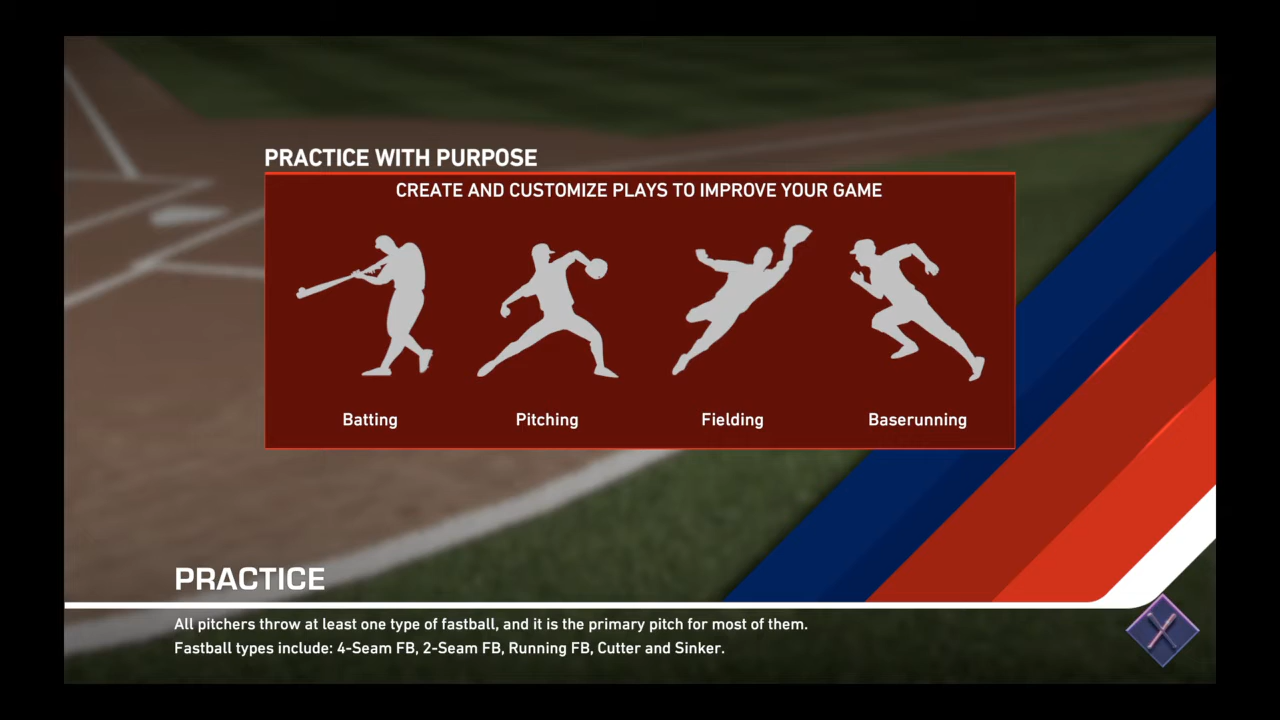 PRACTICE WITH PURPOSE
CREATE AND CUSTOMIZE PLAYS TO IMPROVE YOUR GAME
Batting Pitching Fielding Baserunning
PRACTICE
All pitchers throw at least one type of fastball, and it is the primary pitch for most of them.
Fastball types include: 4-Seam FB, 2-Seam FB, Running FB, Cutter and Sinker.